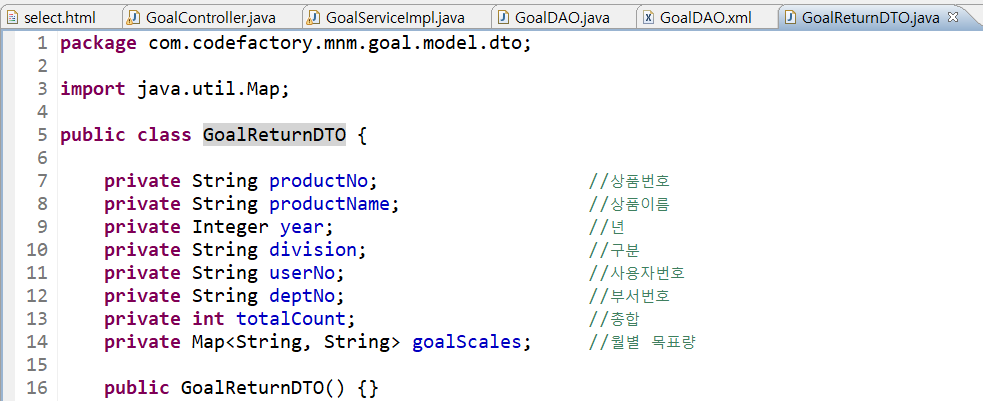 select.html GoalController.java GoalServiceImpl.java GoalDAO.java GoalDAO.xml GoalReturnDTO.java
1 package com.codefactory.mnm.goal.model.dto;
2
3 import java.util.Map;
4
5 public class GoalReturnDTO {
6
7 private String productNo; //상품번호
8 private String productName; //상품이름
9 private Integer year; //년
10 private String division; //구분
11 private String userNo; //사용자번호
12 private String deptNo; //부서번호
13 private int totalCount; //종합
14 private Map<String, String> goalScales; //월별 목표량
15
16 public GoalReturnDTO() {}